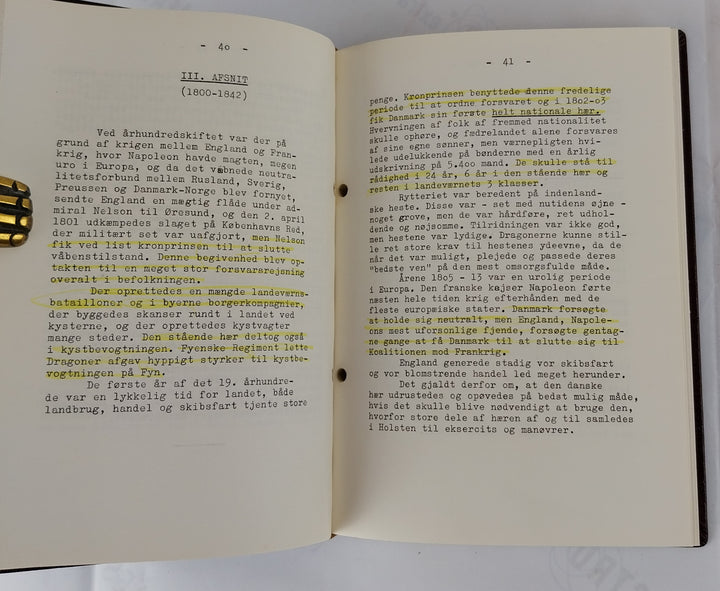 - 40 -
III. AFSNIT
(1800-1842)
Ved århundredskiftet var der på
grund af krigen mellem England og Fran-
krig, hvor Napoleon havde magten, megen
uro i Europa, og da det væbnede neutra-
litetsforbund mellem Rusland, Sverig,
Preussen og Danmark-Norge blev fornyet,
sendte England en mægtig flåde under ad-
miral Nelson til Øresund, og den 2. april
1801 udkæmpedes slaget på Københavns Red,
der militært set var uafgjort, men Nelson
fik ved list kronprinsen til at slutte
våbenstilstand. Denne begivenhed blev op-
takten til en meget stor forsvarsrejsning
overalt i befolkningen.
Der oprettedes en mængde landeværns-
batailloner og i byerne borgerkompagnier,
der byggedes skanser rundt i landet ved
kysterne, og der oprettedes kystvagter
mange steder. Den stående hær deltog også
i kystbevogtningen. Fyenske Regiment lette
Dragoner afgav hyppigt styrker til kystbe-
vogtningen på Fyn.
De første år af det 19. århundre-
de var en lykkelig tid for landet, både
landbrug, handel og skibsfart tjente store
- 41 -
penge. Kronprinsen benyttede denne fredelige
periode til at ordne forsvaret og i 1802-03
fik Danmark sin første helt nationale hær.
Hvervningen af folk af fremmed nationalitet
skulle ophøre, og fædrelandet alene forsvares
af sine egne sønner, men værnepligten hvi-
lede udelukkende på bønderne med en årlig
udskrivning på 5.400 mand. De skulle stå til
rådighed i 24 år, 6 år i den stående hær og
resten i landeværnets 3 klasser.
Rytteriet var beredent på indenland-
ske heste. Disse var - set med nutidens øjne -
noget grove, men de var hårdføre, ret udhol-
dende og nøjsomme. Tilridningen var ikke god,
men hestene var lydige. Dragonerne kunne stil-
le ret store krav til hestenes ydeevne, da de
når det var muligt, plejede og passede deres
"bedste ven" på den mest omsorgsfulde måde.
Årene 1805 - 13 var en urolig periode
i Europa. Den franske kejser Napoleon førte
næsten hele tiden krig efterhånden med de
fleste europæiske stater. Danmark forsøgte
at holde sig neutralt, men England, Napole-
ons mest uforsonlige fjende, forsøgte gentag-
ne gange at få Danmark til at slutte sig til
Koalitionen mod Frankrig.
England generede stadig vor skibsfart
og vor blomstrende handel led meget herunder.
Det gjaldt derfor om, at den danske
hær udrustedes og opøvedes på bedst mulig måde,
hvis det skulle blive nødvendigt at bruge den,
hvorfor store dele af hæren af og til samledes
i Holsten til eksercits og manøvrer.